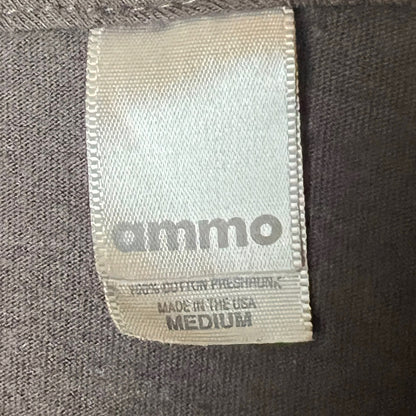 ammo
100% COTTON PRESHRUNK
MADE IN THE USA
MEDIUM